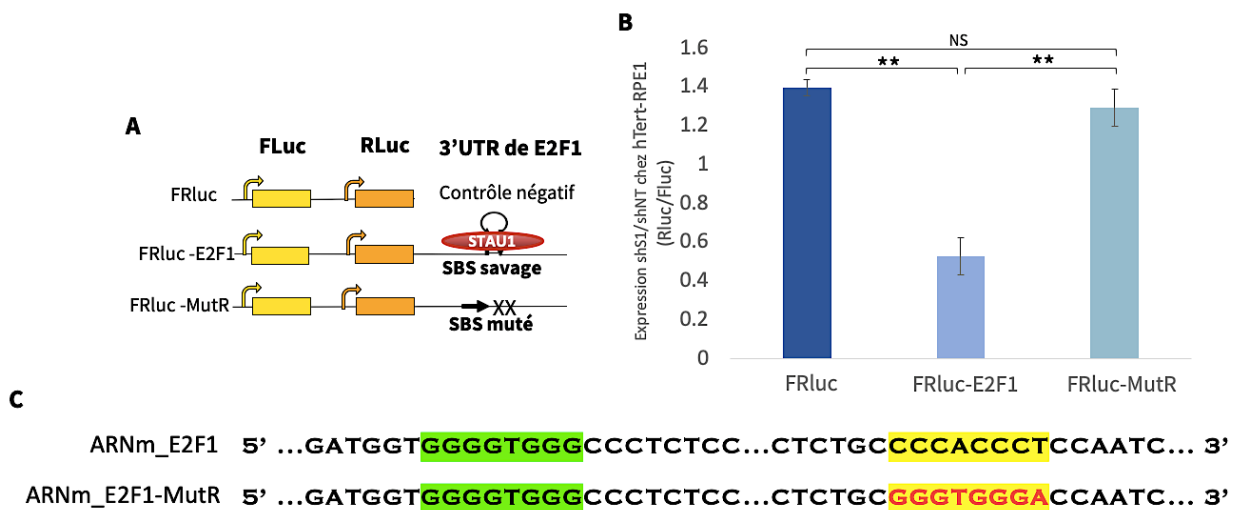 A
FLuc RLuc 3’UTR de E2F1
FRluc
Contrôle négatif
STAU1
FRluc -E2F1
SBS savage
FRluc -MutR
XX
SBS muté
B
Expression shS1/shNT chez hTert-RPE1
(Rluc/Fluc)
1.6
1.4
1.2
1
0.8
0.6
0.4
0.2
0
NS
** **
FRluc FRluc-E2F1 FRluc-MutR
C
ARNm_E2F1 5’ ...GATGGTGGGGTGGGCCCTCTCC...CTCTGCCCCACCCTCCAATC... 3’
ARNm_E2F1-MutR 5’ ...GATGGTGGGGTGGGCCCTCTCC...CTCTGCGGGTGGGACCAATC... 3’